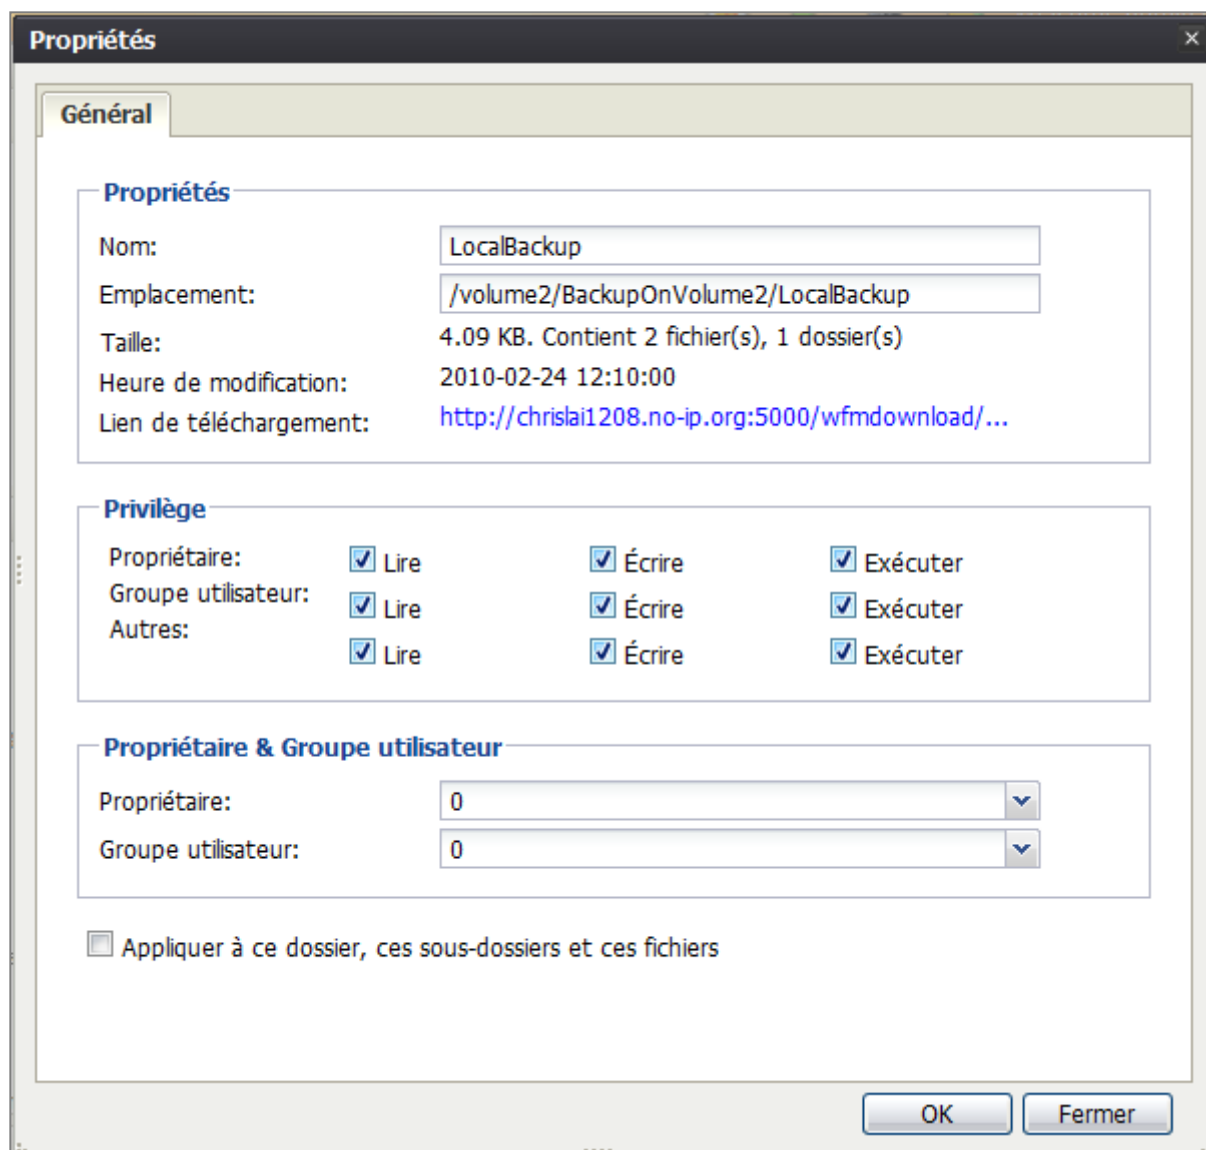 Propriétés
Général
Propriétés
Nom: LocalBackup
Emplacement: /volume2/BackupOnVolume2/LocalBackup
Taille: 4.09 KB. Contient 2 fichier(s), 1 dossier(s)
Heure de modification: 2010-02-24 12:10:00
Lien de téléchargement: http://chrislai1208.no-ip.org:5000/wfmdownload/...
Privilège
Propriétaire: Lire Écrire Exécuter
Groupe utilisateur: Lire Écrire Exécuter
Autres: Lire Écrire Exécuter
Propriétaire & Groupe utilisateur
Propriétaire: 0
Groupe utilisateur: 0
Appliquer à ce dossier, ces sous-dossiers et ces fichiers
OK Fermer